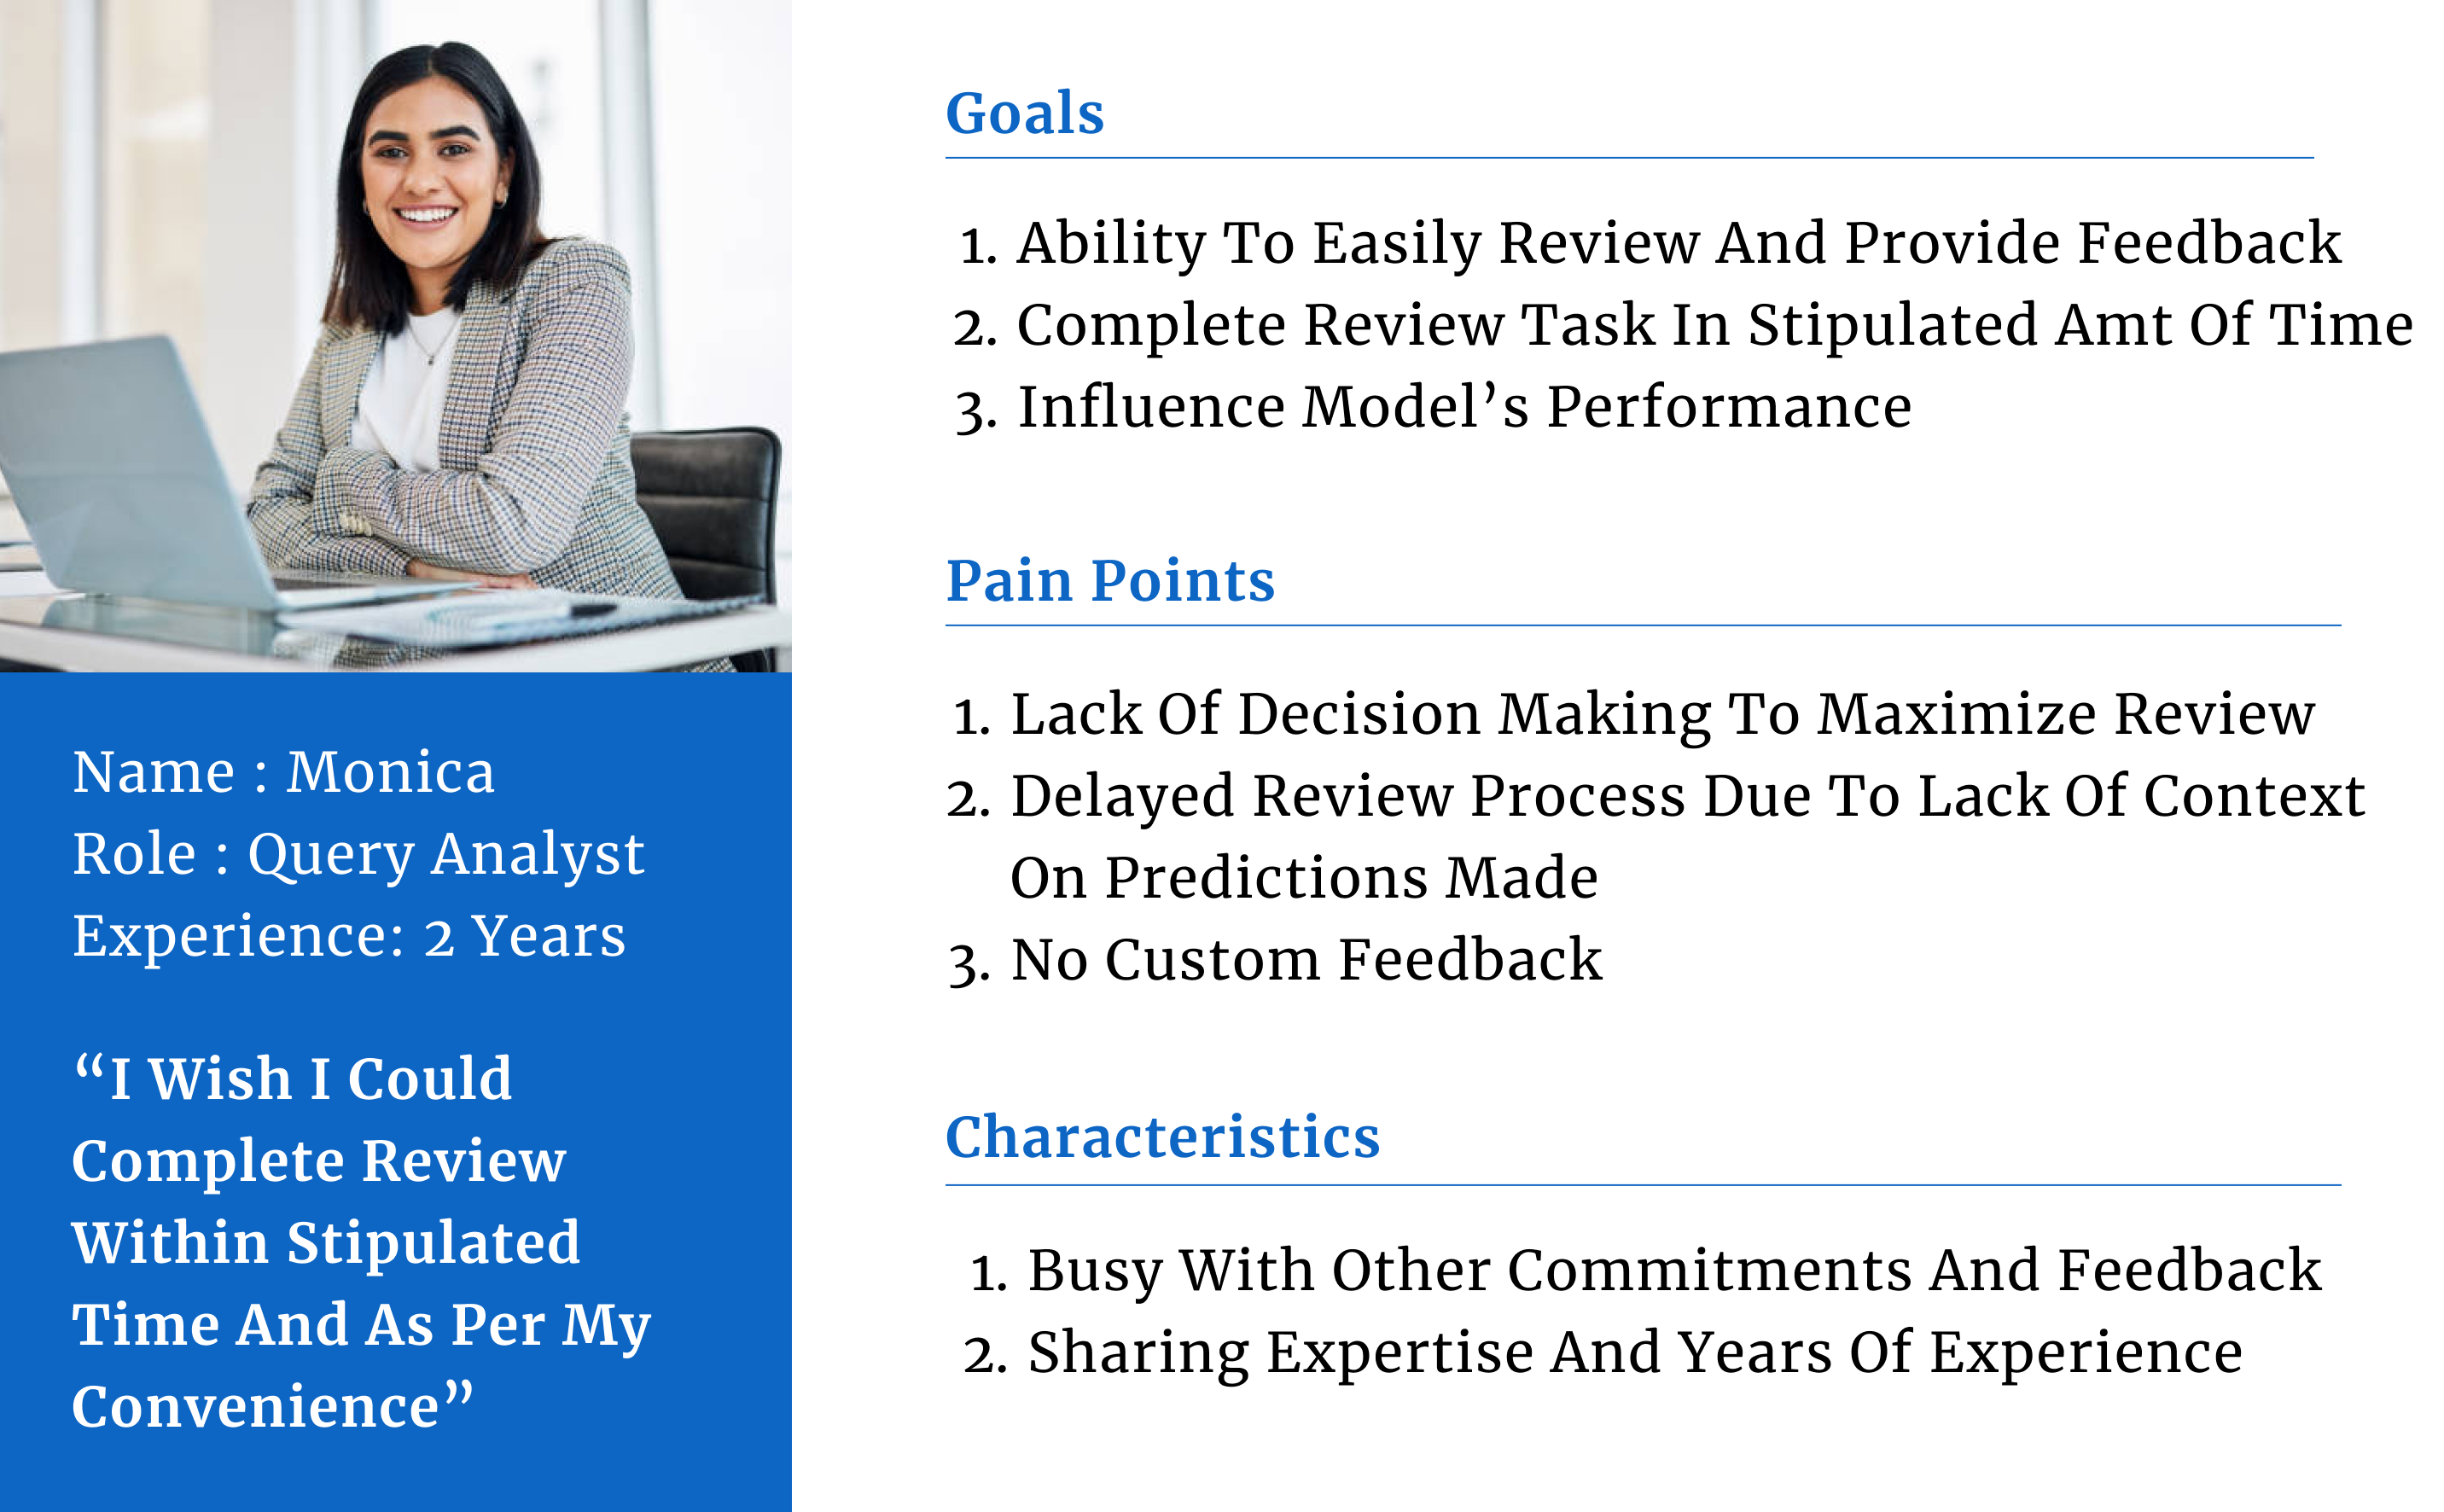 Name : Monica
Role : Query Analyst
Experience: 2 Years
“I Wish I Could
Complete Review
Within Stipulated
Time And As Per My
Convenience”
Goals
1. Ability To Easily Review And Provide Feedback
2. Complete Review Task In Stipulated Amt Of Time
3. Influence Model’s Performance
Pain Points
1. Lack Of Decision Making To Maximize Review
2. Delayed Review Process Due To Lack Of Context
On Predictions Made
3. No Custom Feedback
Characteristics
1. Busy With Other Commitments And Feedback
2. Sharing Expertise And Years Of Experience